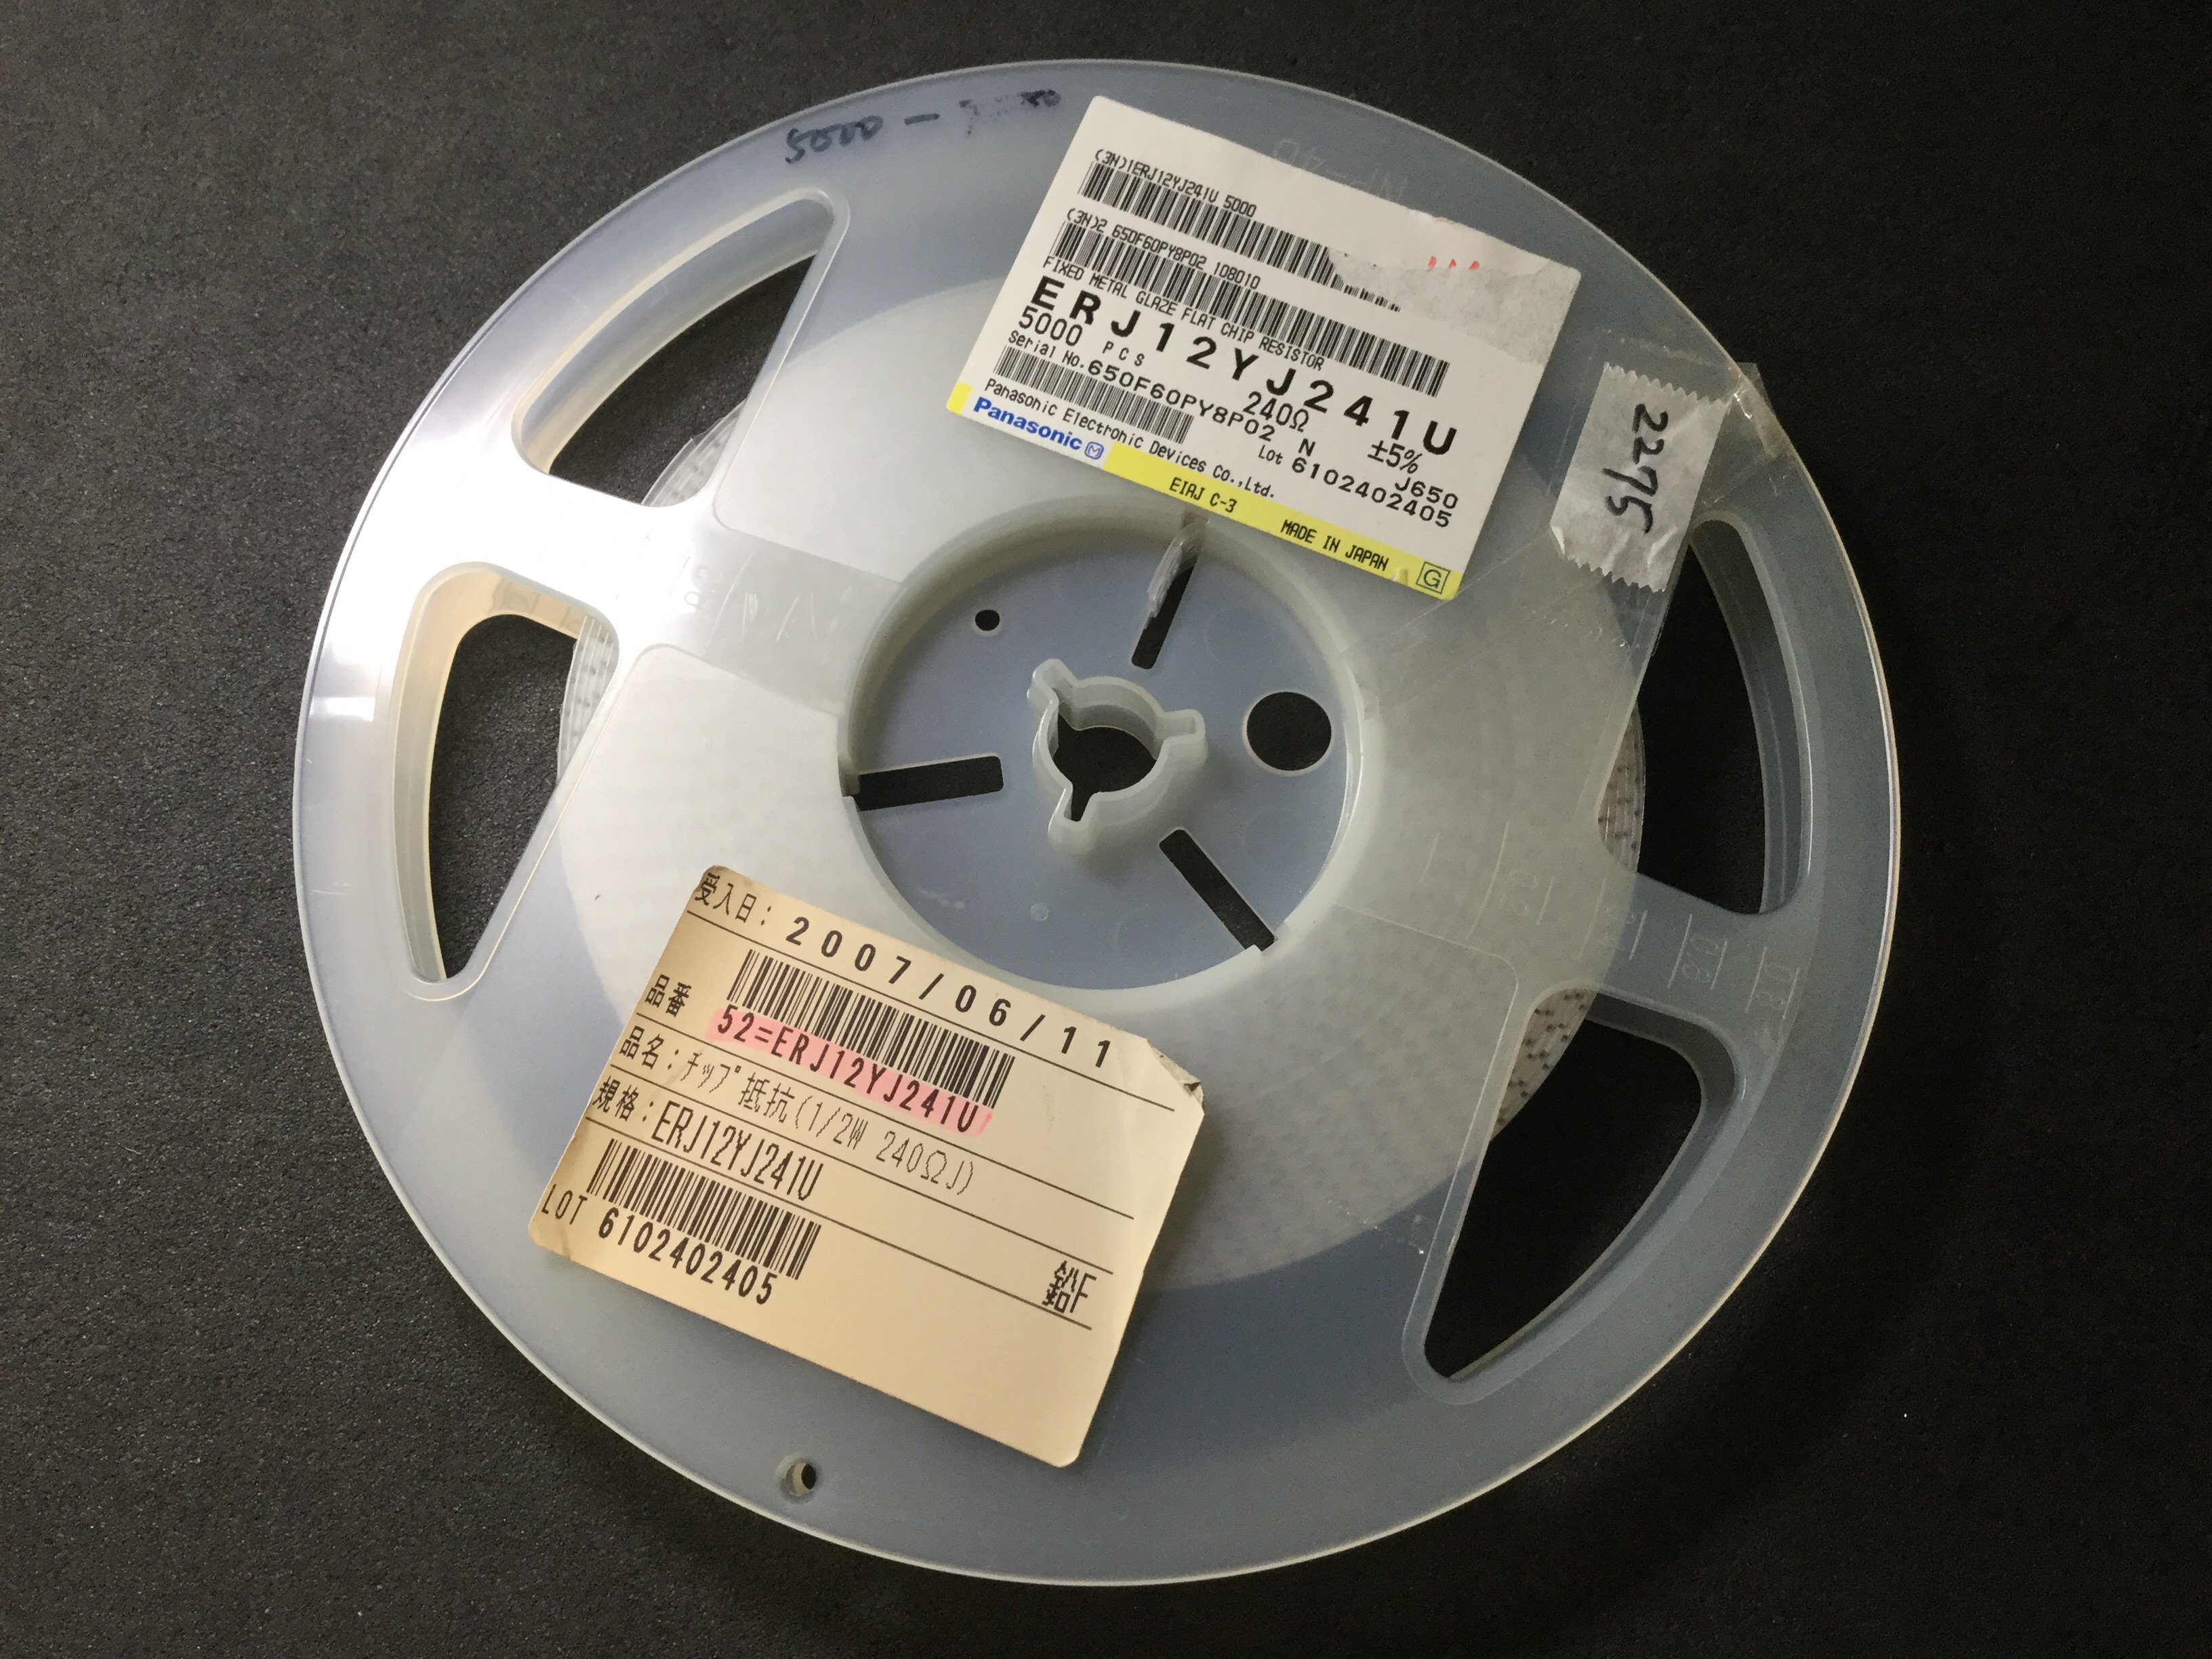 5000 -
(3N)1ERJ12YJ241U 5000
(3N)2 650F60PY8P02 108010
FIXED METAL GLAZE FLAT CHIP RESISTOR
ERJ12YJ241U
5000 PCS 240Ω ±5%
Serial No.650F60PY8P02 N J650
Lot 6102402405
Panasonic Electronic Devices Co.,Ltd.
Panasonic
EIAJ C-3 MADE IN JAPAN G
2275
受入日: 2007/06/11
品番
52=ERJ12YJ241U
品名: チップ抵抗(1/2W 240ΩJ)
規格: ERJ12YJ241U
LOT 6102402405
鉛F